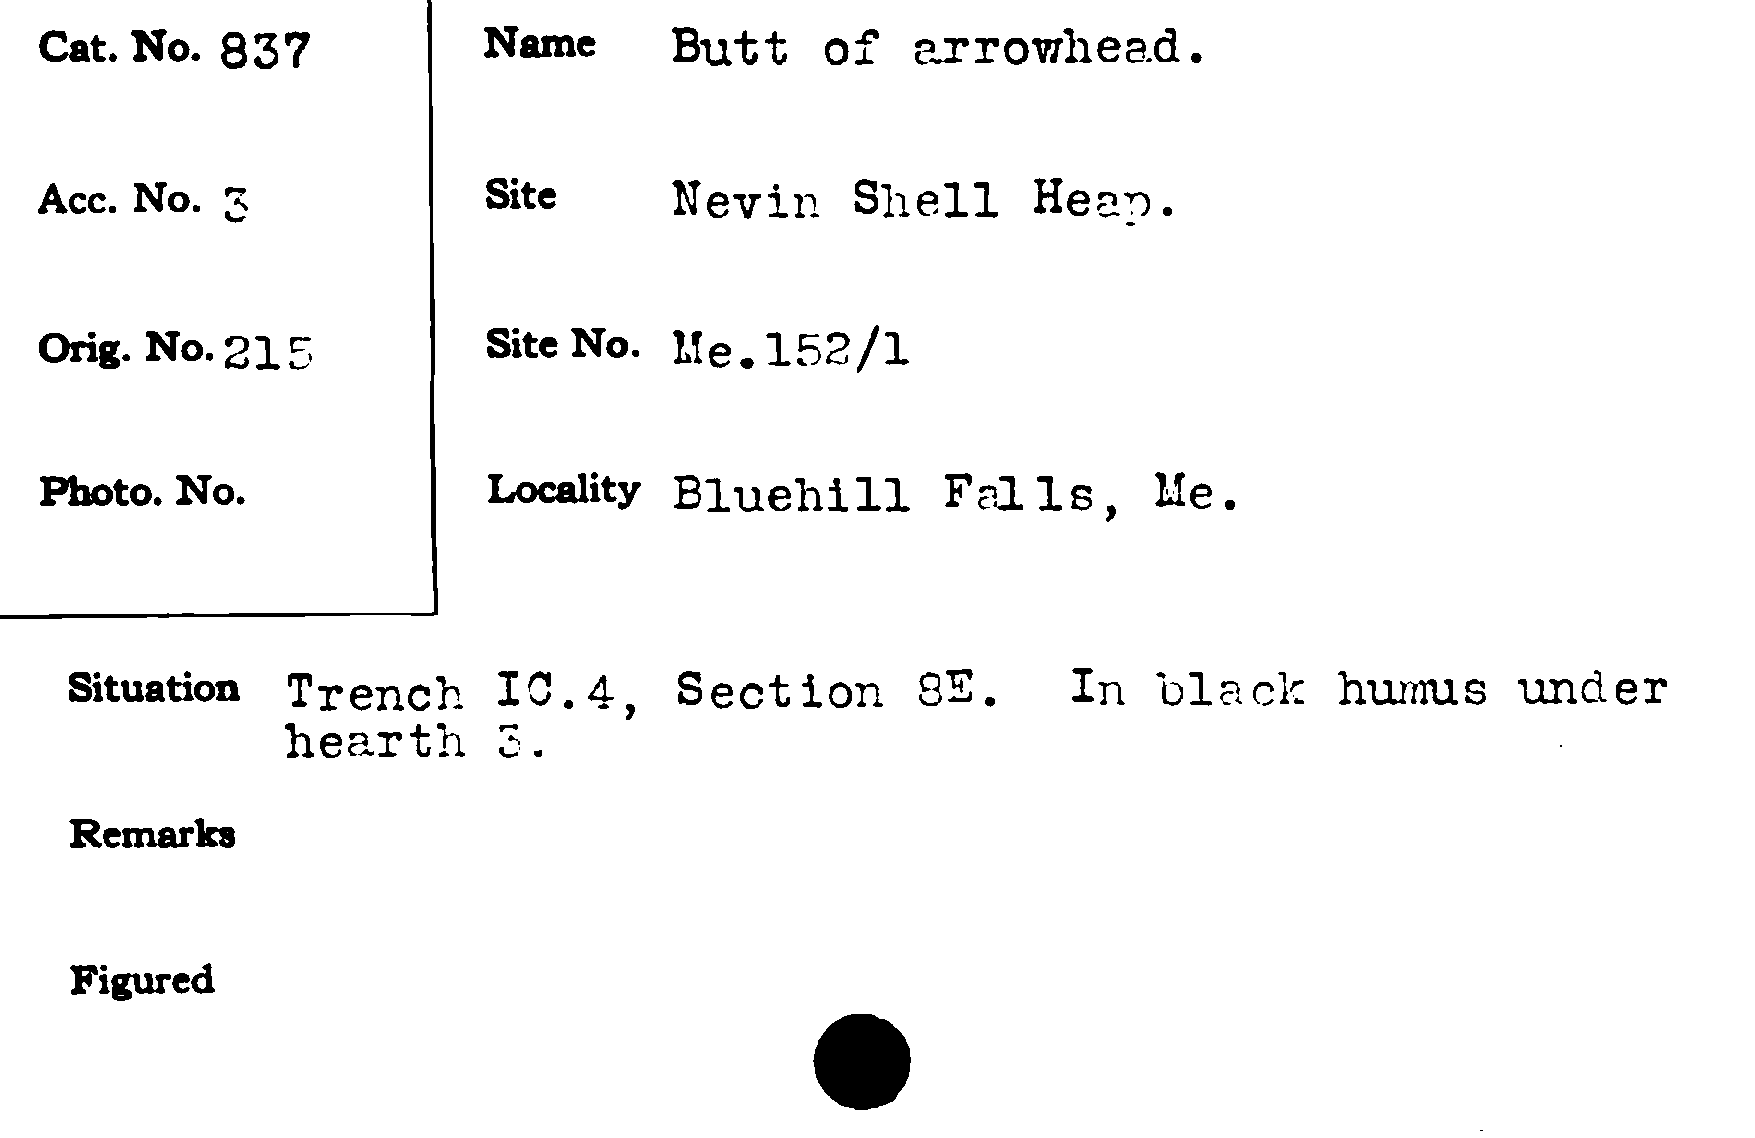 Cat. No. 837
Name Butt of arrowhead.
Acc. No. 3
Site Nevin Shell Heap.
Orig. No. 215
Site No. Me.152/1
Photo. No.
Locality Bluehill Falls, Me.
Situation Trench IC.4, Section 8E. In black humus under
hearth 3.
Remarks
Figured